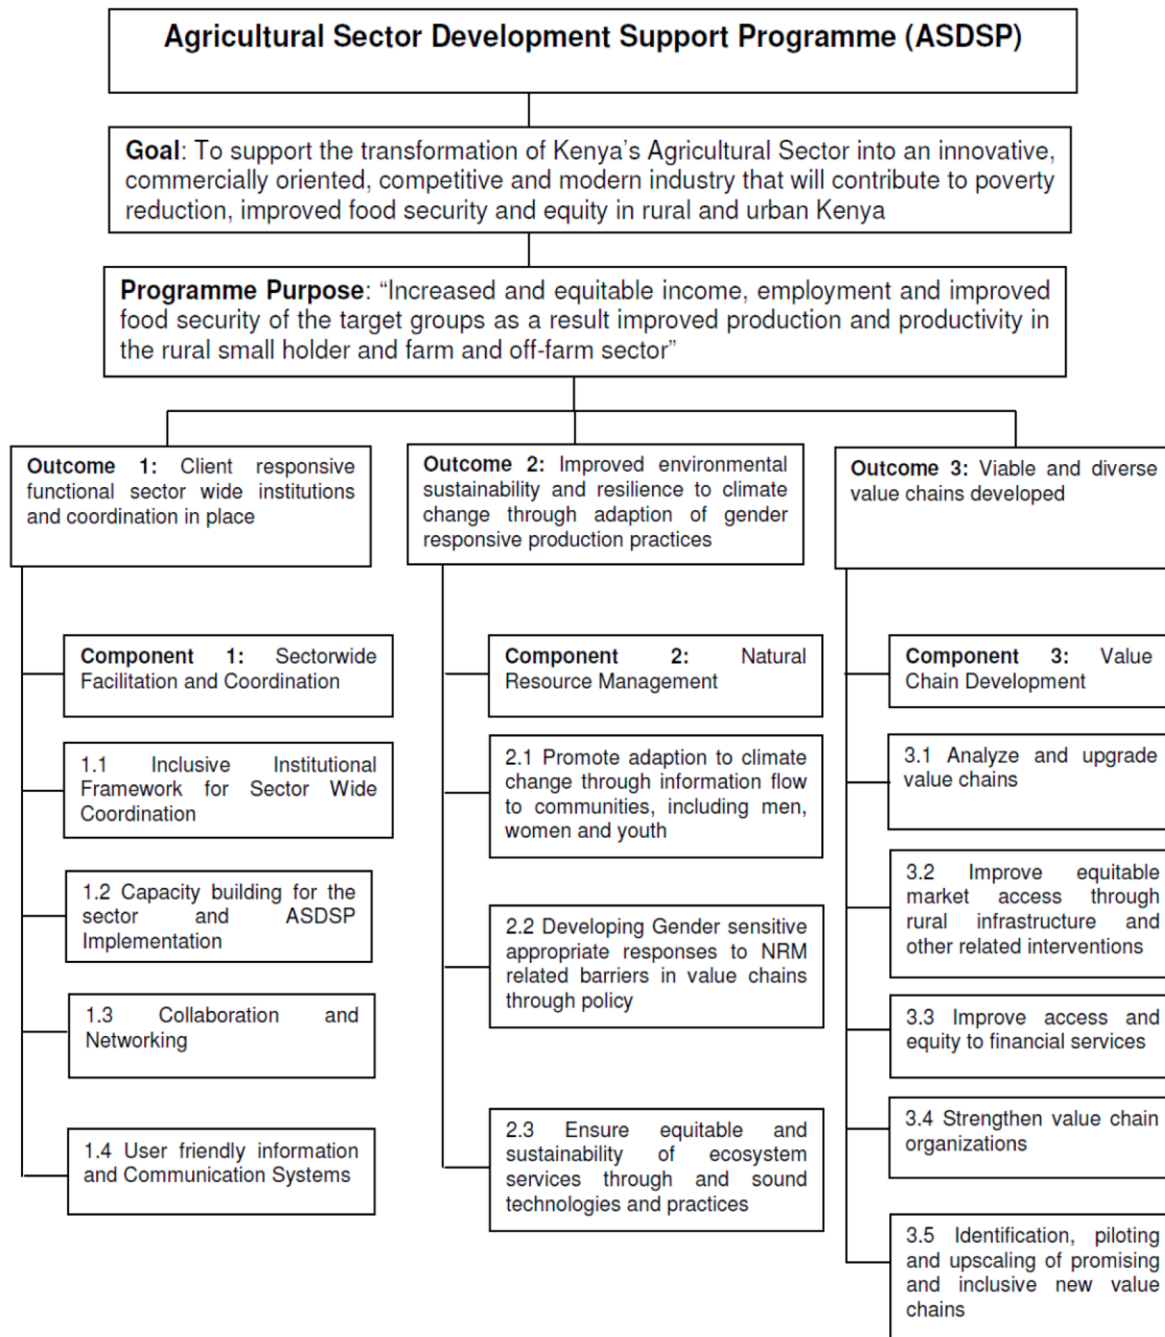 Agricultural Sector Development Support Programme (ASDSP)
Goal: To support the transformation of Kenya's Agricultural Sector into an innovative,
commercially oriented, competitive and modern industry that will contribute to poverty
reduction, improved food security and equity in rural and urban Kenya
Programme Purpose: “Increased and equitable income, employment and improved
food security of the target groups as a result improved production and productivity in
the rural small holder and farm and off-farm sector”
Outcome 1: Client responsive
functional sector wide institutions
and coordination in place
Component 1: Sectorwide
Facilitation and Coordination
1.1 Inclusive Institutional
Framework for Sector Wide
Coordination
1.2 Capacity building for the
sector and ASDSP
Implementation
1.3 Collaboration and
Networking
1.4 User friendly information
and Communication Systems
Outcome 2: Improved environmental
sustainability and resilience to climate
change through adaption of gender
responsive production practices
Component 2: Natural
Resource Management
2.1 Promote adaption to climate
change through information flow
to communities, including men,
women and youth
2.2 Developing Gender sensitive
appropriate responses to NRM
related barriers in value chains
through policy
2.3 Ensure equitable and
sustainability of ecosystem
services through and sound
technologies and practices
Outcome 3: Viable and diverse
value chains developed
Component 3: Value
Chain Development
3.1 Analyze and upgrade
value chains
3.2 Improve equitable
market access through
rural infrastructure and
other related interventions
3.3 Improve access and
equity to financial services
3.4 Strengthen value chain
organizations
3.5 Identification, piloting
and upscaling of promising
and inclusive new value
chains